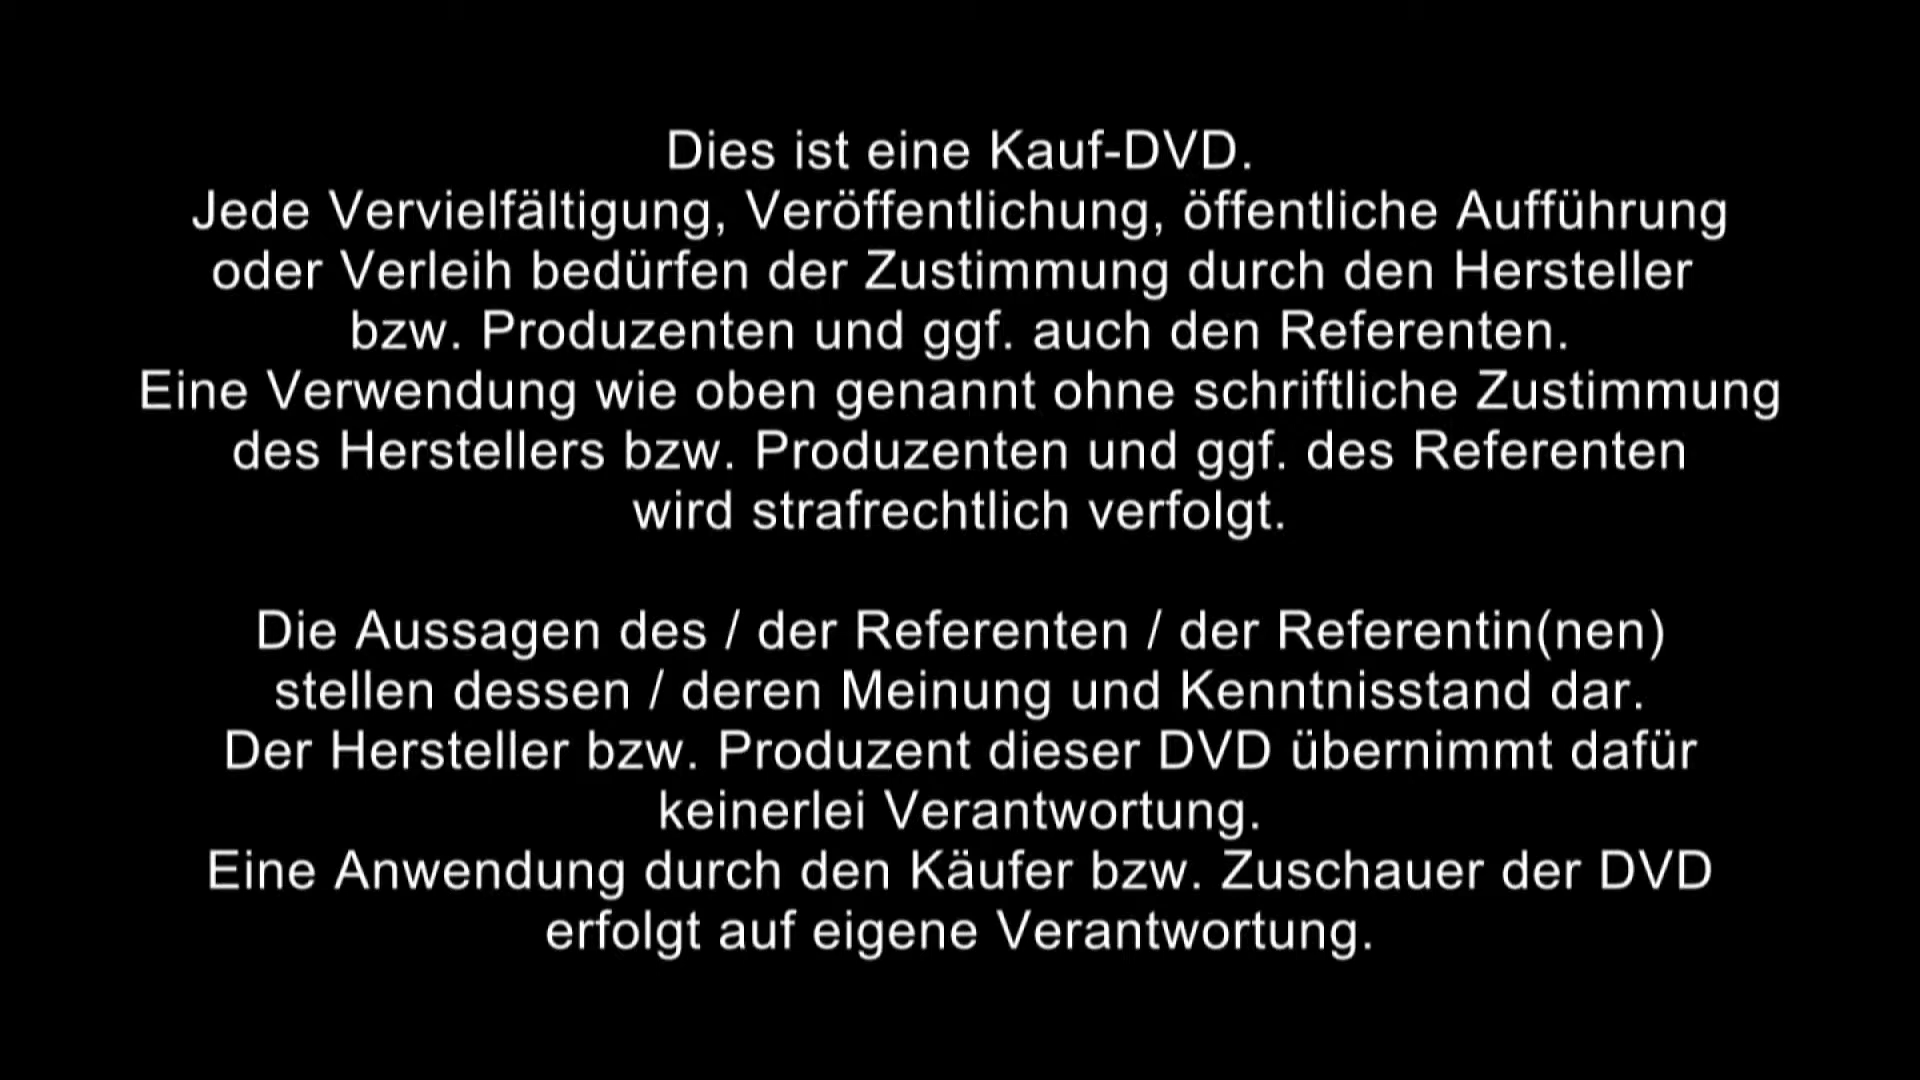 Dies ist eine Kauf-DVD.
Jede Vervielfältigung, Veröffentlichung, öffentliche Aufführung
oder Verleih bedürfen der Zustimmung durch den Hersteller
bzw. Produzenten und ggf. auch den Referenten.
Eine Verwendung wie oben genannt ohne schriftliche Zustimmung
des Herstellers bzw. Produzenten und ggf. des Referenten
wird strafrechtlich verfolgt.
Die Aussagen des / der Referenten / der Referentin(nen)
stellen dessen / deren Meinung und Kenntnisstand dar.
Der Hersteller bzw. Produzent dieser DVD übernimmt dafür
keinerlei Verantwortung.
Eine Anwendung durch den Käufer bzw. Zuschauer der DVD
erfolgt auf eigene Verantwortung.